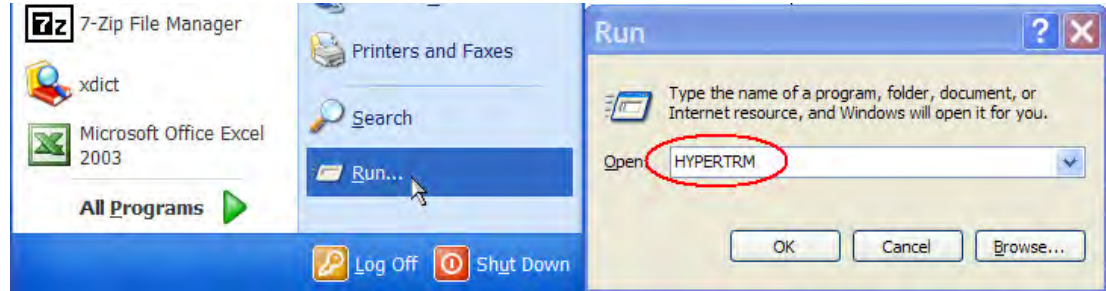 7z 7-Zip File Manager
xdict
Microsoft Office Excel
2003
All Programs
Printers and Faxes
Search
Run...
Log Off Shut Down
Run
Type the name of a program, folder, document, or
Internet resource, and Windows will open it for you.
Open: HYPERTRM
OK Cancel Browse...